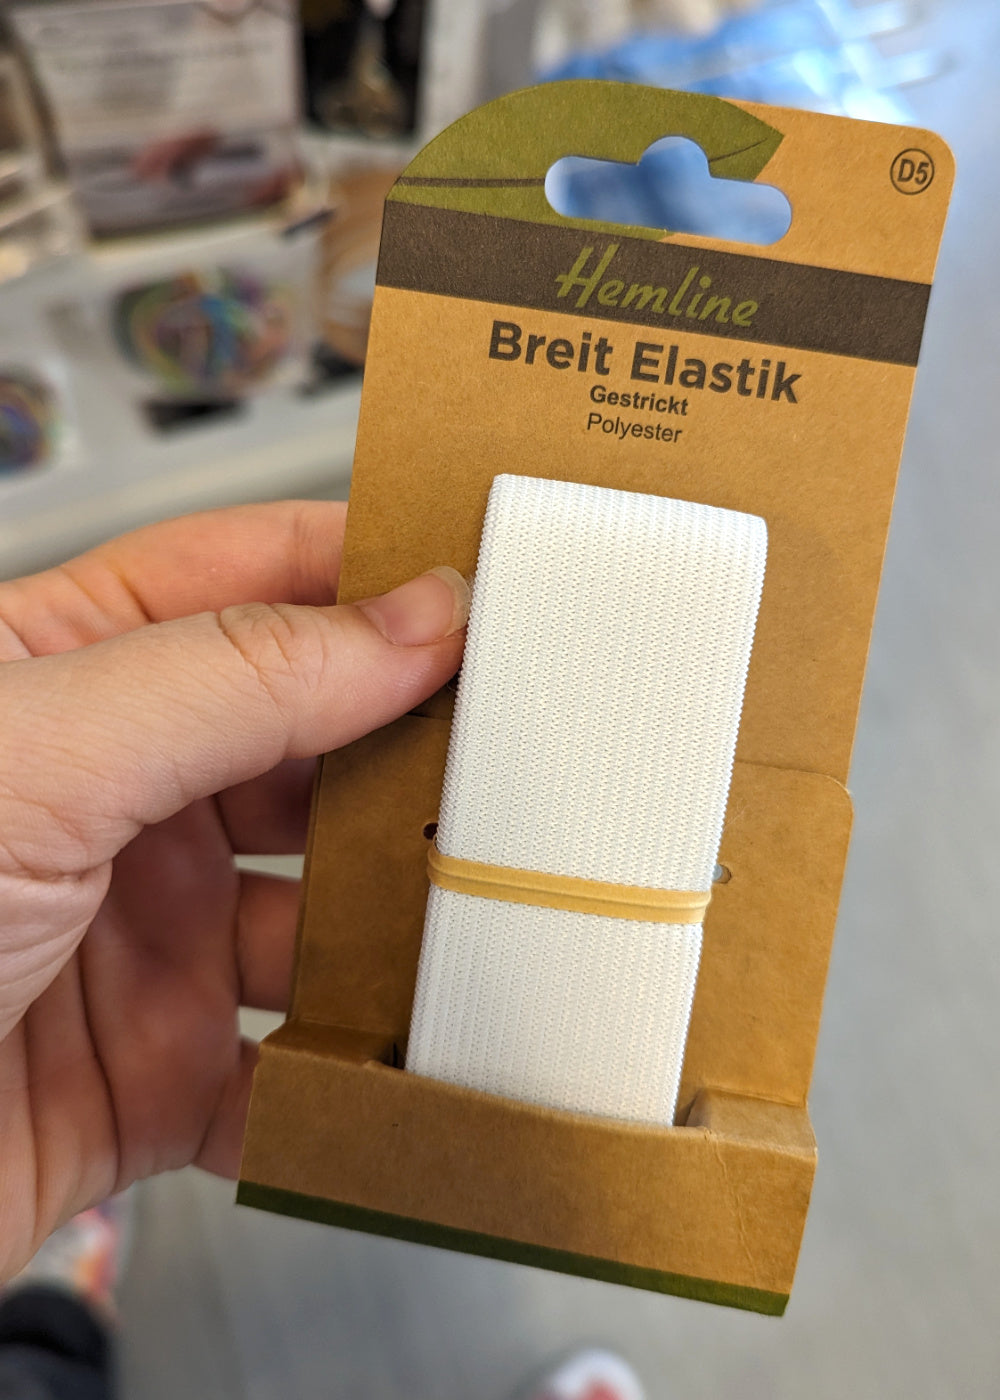 D5
Hemline
Breit Elastik
Gestrickt
Polyester